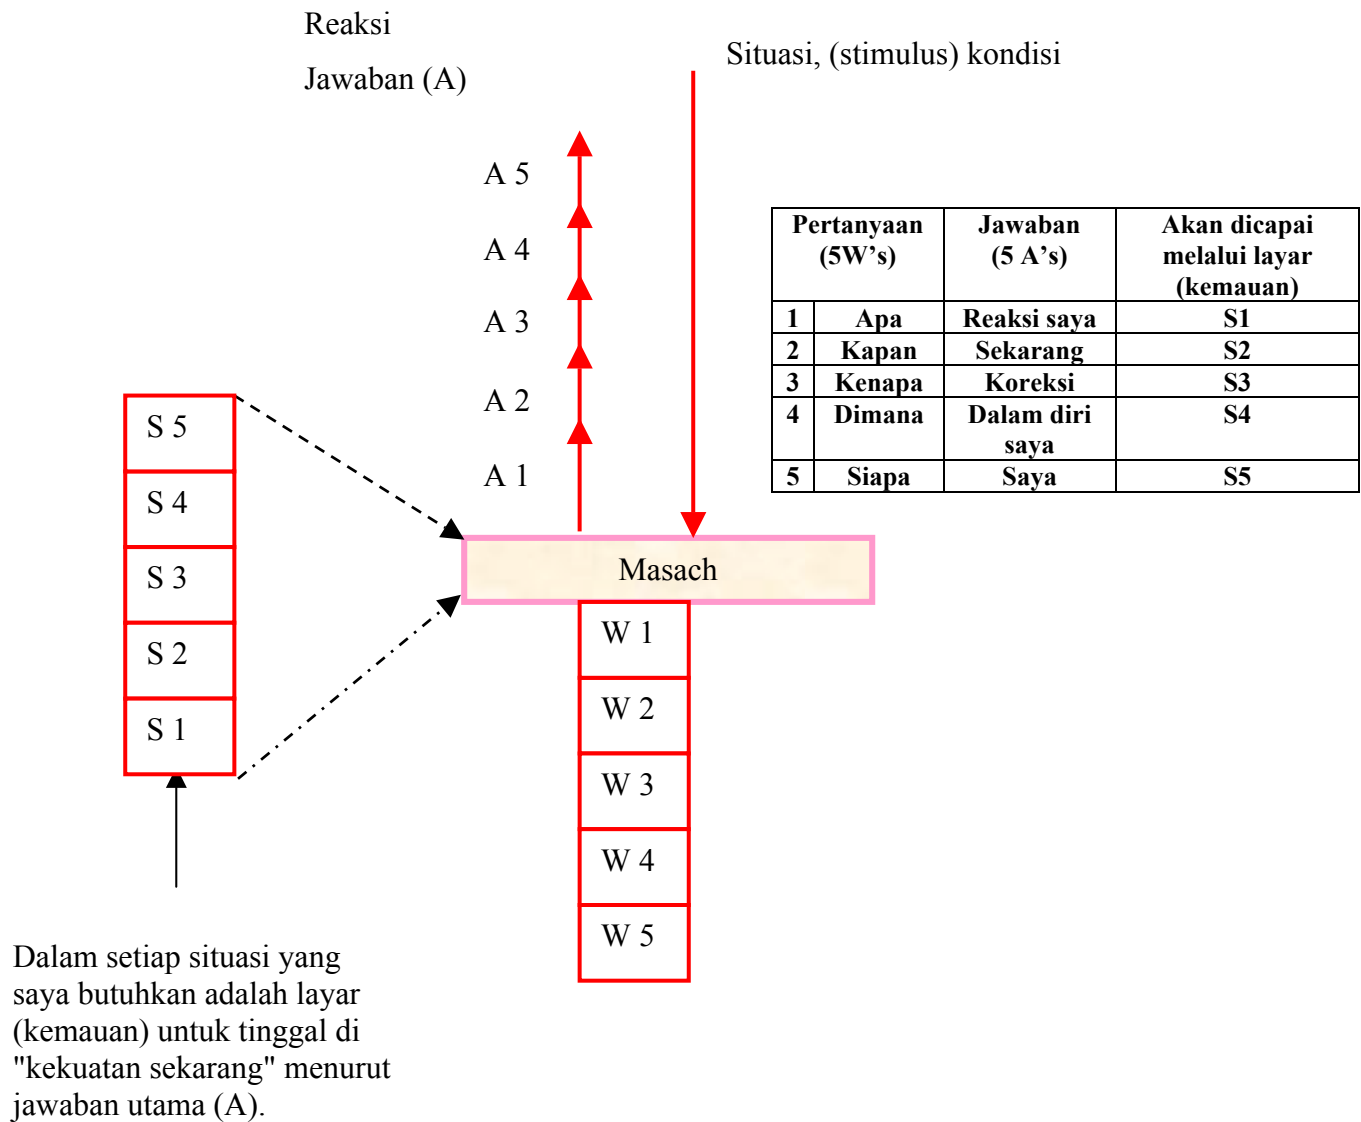 Reaksi
Jawaban (A)
Situasi, (stimulus) kondisi
A 5
A 4
A 3
A 2
A 1
Pertanyaan (5W's) Jawaban (5 A's) Akan dicapai melalui layar (kemauan)
1 Apa Reaksi saya S1
2 Kapan Sekarang S2
3 Kenapa Koreksi S3
4 Dimana Dalam diri saya S4
5 Siapa Saya S5
S 5
S 4
S 3
S 2
S 1
Masach
W 1
W 2
W 3
W 4
W 5
Dalam setiap situasi yang
saya butuhkan adalah layar
(kemauan) untuk tinggal di
"kekuatan sekarang" menurut
jawaban utama (A).